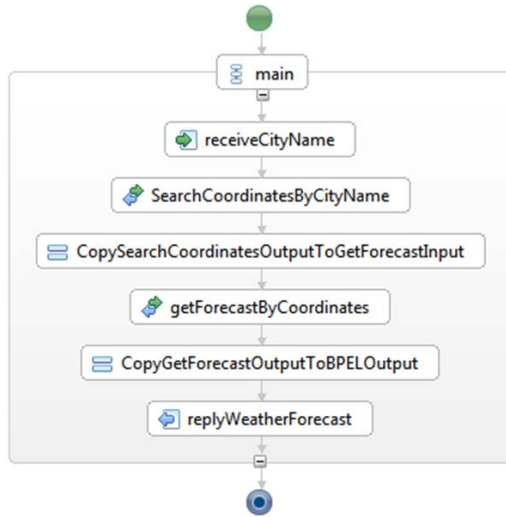 main
receiveCityName
SearchCoordinatesByCityName
CopySearchCoordinatesOutputToGetForecastInput
getForecastByCoordinates
CopyGetForecastOutputToBPELOutput
replyWeatherForecast